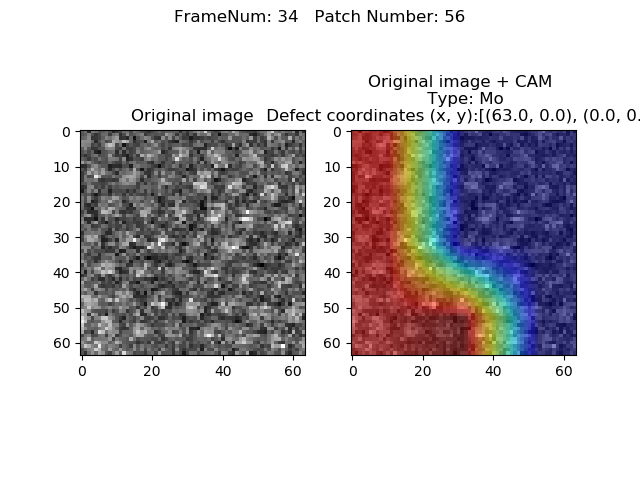 FrameNum: 34   Patch Number: 56
Original image + CAM
Type: Mo
Original image
Defect coordinates (x, y):[(63.0, 0.0), (0.0, 0.
0
10
20
30
40
50
60
0 20 40 60
0
10
20
30
40
50
60
0 20 40 60